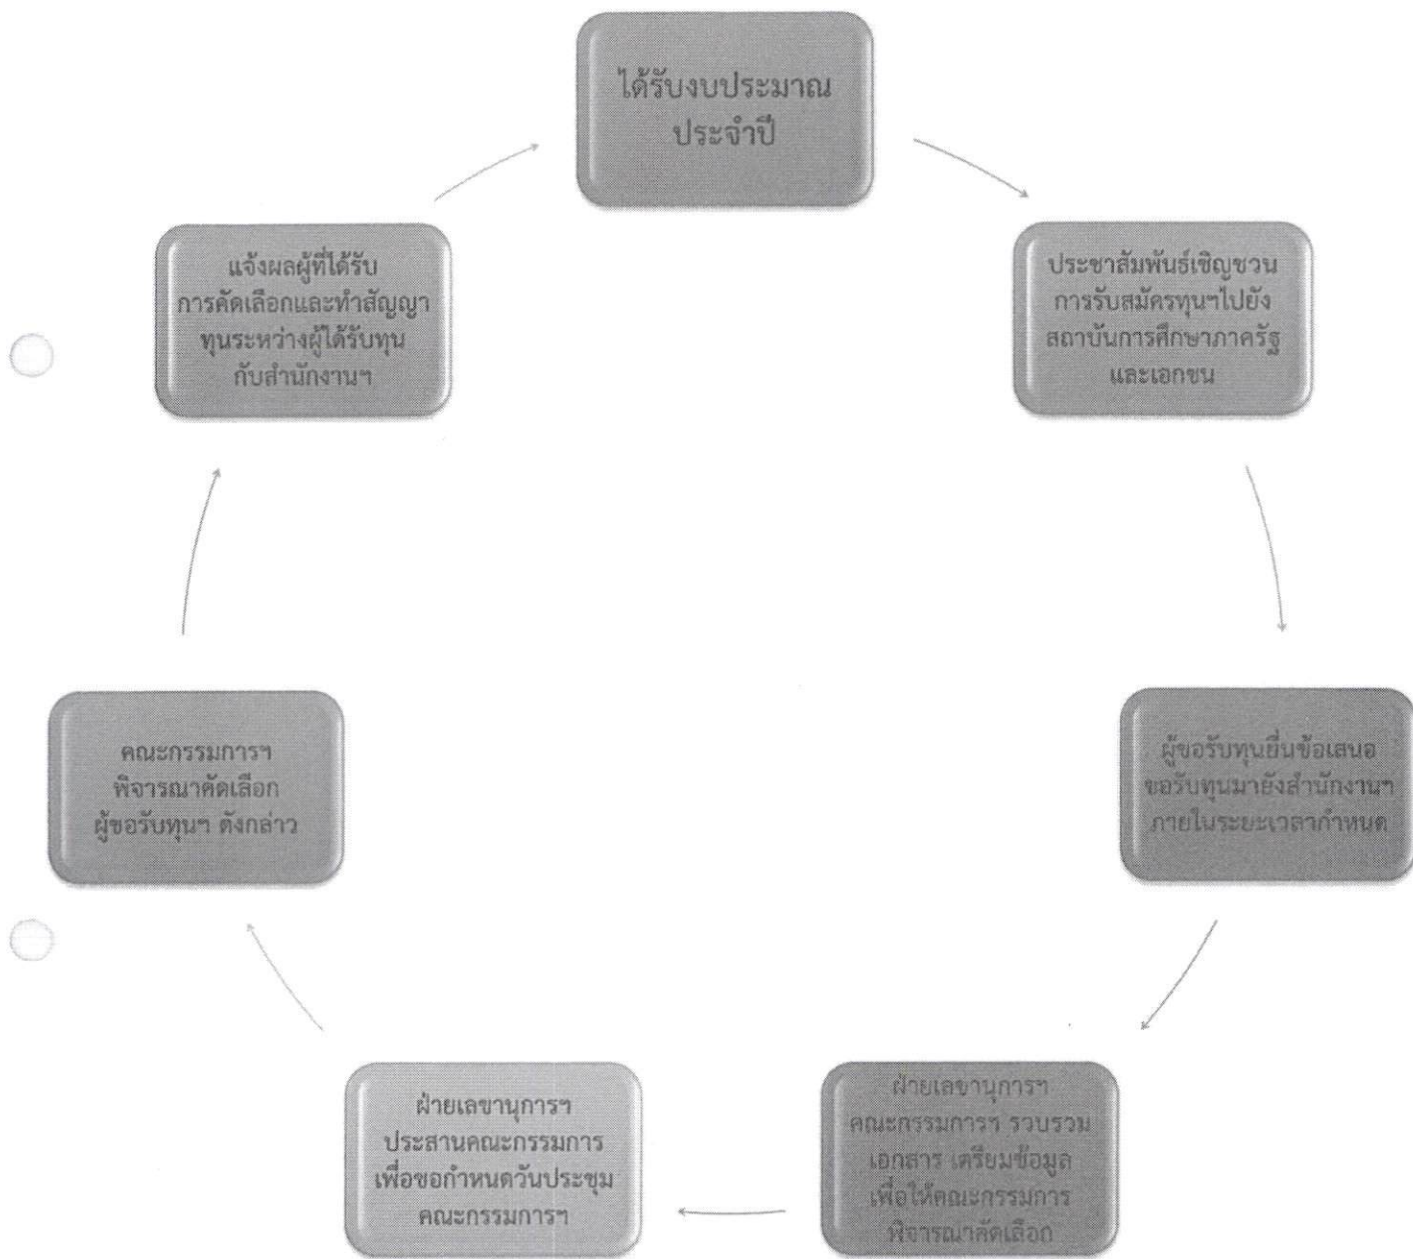 ได้รับงบประมาณ
ประจำปี
ประชาสัมพันธ์เชิญชวน
การรับสมัครทุนฯไปยัง
สถาบันการศึกษาภาครัฐ
และเอกชน
ผู้ขอรับทุนยื่นข้อเสนอ
ขอรับทุนมายังสำนักงานฯ
ภายในระยะเวลากำหนด
ฝ่ายเลขานุการฯ
คณะกรรมการฯ รวบรวม
เอกสาร เตรียมข้อมูล
เพื่อให้คณะกรรมการ
พิจารณาคัดเลือก
ฝ่ายเลขานุการฯ
ประสานคณะกรรมการ
เพื่อขอกำหนดวันประชุม
คณะกรรมการฯ
คณะกรรมการฯ
พิจารณาคัดเลือก
ผู้ขอรับทุนฯ ดังกล่าว
แจ้งผลผู้ที่ได้รับ
การคัดเลือกและทำสัญญา
ทุนระหว่างผู้ได้รับทุน
กับสำนักงานฯ